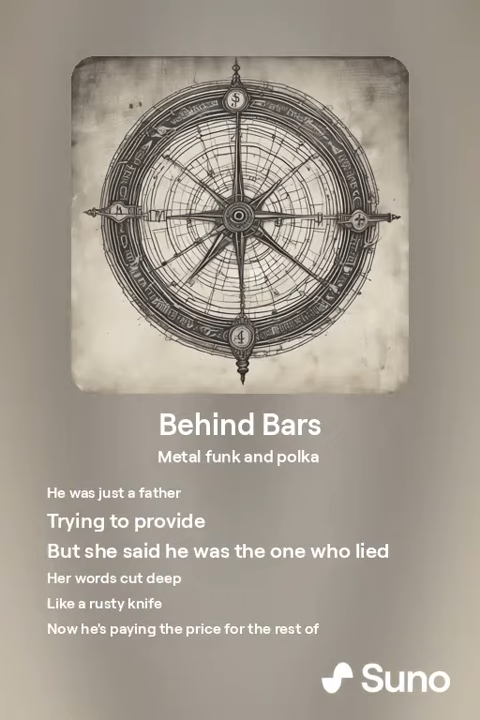 Behind Bars
Metal funk and polka
He was just a father
Trying to provide
But she said he was the one who lied
Her words cut deep
Like a rusty knife
Now he's paying the price for the rest of
Suno